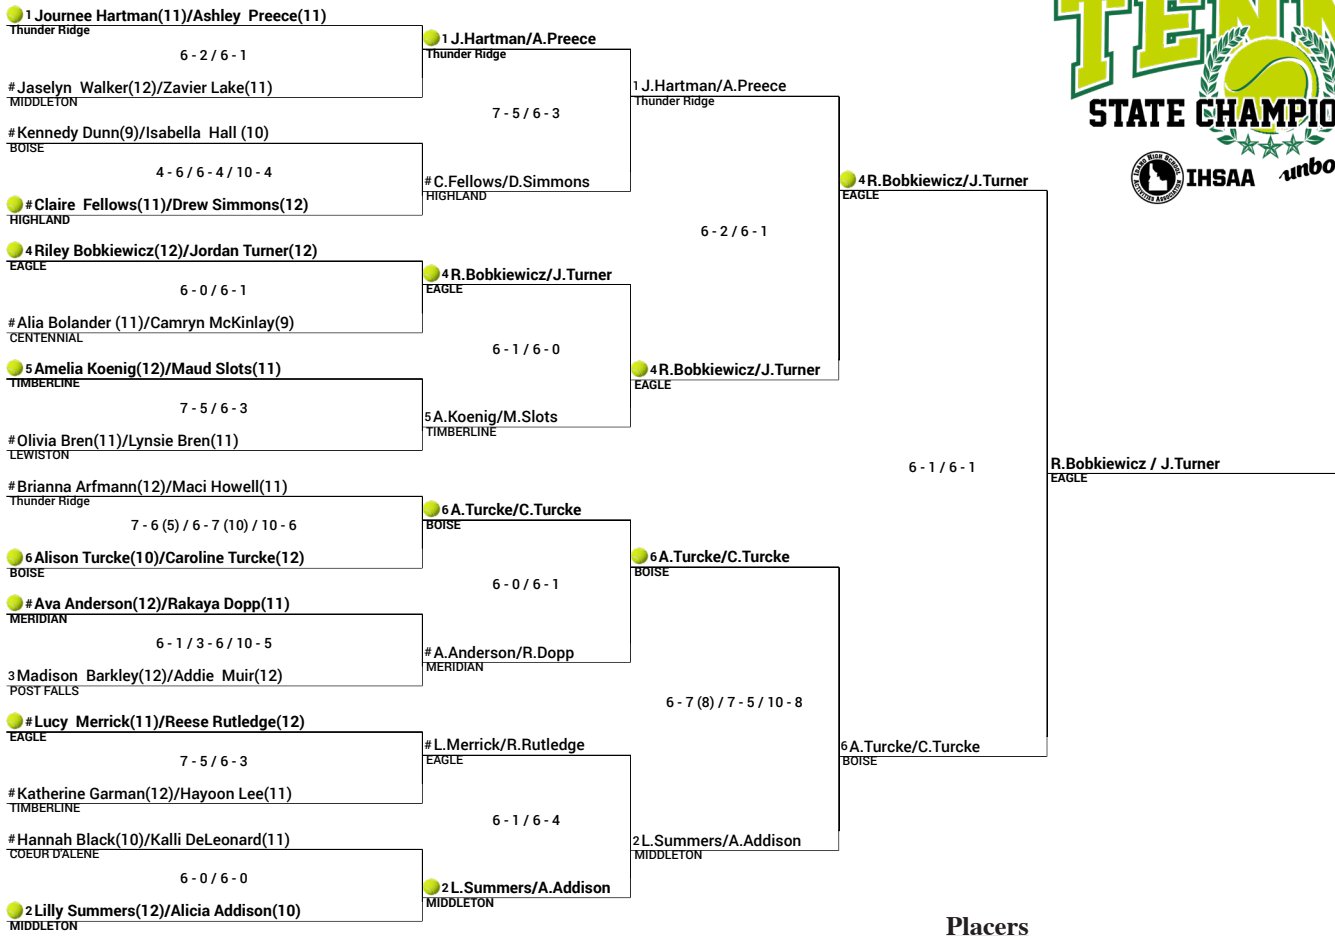 1 Journee Hartman(11)/Ashley Preece(11)
Thunder Ridge
6 - 2 / 6 - 1
# Jaselyn Walker(12)/Zavier Lake(11)
MIDDLETON
# Kennedy Dunn(9)/Isabella Hall (10)
BOISE
4 - 6 / 6 - 4 / 10 - 4
# Claire Fellows(11)/Drew Simmons(12)
HIGHLAND
4 Riley Bobkiewicz(12)/Jordan Turner(12)
EAGLE
6 - 0 / 6 - 1
# Alia Bolander (11)/Camryn McKinlay(9)
CENTENNIAL
5 Amelia Koenig(12)/Maud Slots(11)
TIMBERLINE
7 - 5 / 6 - 3
# Olivia Bren(11)/Lynsie Bren(11)
LEWISTON
# Brianna Arfmann(12)/Maci Howell(11)
Thunder Ridge
7 - 6 (5) / 6 - 7 (10) / 10 - 6
6 Alison Turcke(10)/Caroline Turcke(12)
BOISE
# Ava Anderson(12)/Rakaya Dopp(11)
MERIDIAN
6 - 1 / 3 - 6 / 10 - 5
3 Madison Barkley(12)/Addie Muir(12)
POST FALLS
# Lucy Merrick(11)/Reese Rutledge(12)
EAGLE
7 - 5 / 6 - 3
# Katherine Garman(12)/Hayoon Lee(11)
TIMBERLINE
# Hannah Black(10)/Kalli DeLeonard(11)
COEUR D'ALENE
6 - 0 / 6 - 0
2 Lilly Summers(12)/Alicia Addison(10)
MIDDLETON
1 J.Hartman/A.Preece
Thunder Ridge
7 - 5 / 6 - 3
# C.Fellows/D.Simmons
HIGHLAND
4 R.Bobkiewicz/J.Turner
EAGLE
6 - 1 / 6 - 0
5 A.Koenig/M.Slots
TIMBERLINE
6 A.Turcke/C.Turcke
BOISE
6 - 0 / 6 - 1
# A.Anderson/R.Dopp
MERIDIAN
# L.Merrick/R.Rutledge
EAGLE
6 - 1 / 6 - 4
2 L.Summers/A.Addison
MIDDLETON
1 J.Hartman/A.Preece
Thunder Ridge
6 - 2 / 6 - 1
4 R.Bobkiewicz/J.Turner
EAGLE
6 A.Turcke/C.Turcke
BOISE
6 - 7 (8) / 7 - 5 / 10 - 8
2 L.Summers/A.Addison
MIDDLETON
4 R.Bobkiewicz/J.Turner
EAGLE
6 - 1 / 6 - 1
6 A.Turcke/C.Turcke
BOISE
R.Bobkiewicz / J.Turner
EAGLE
TENN
STATE CHAMPIO
IDAHO HIGH SCHOOL
ACTIVITIES ASSOCIATION
IHSAA
unbo
Placers